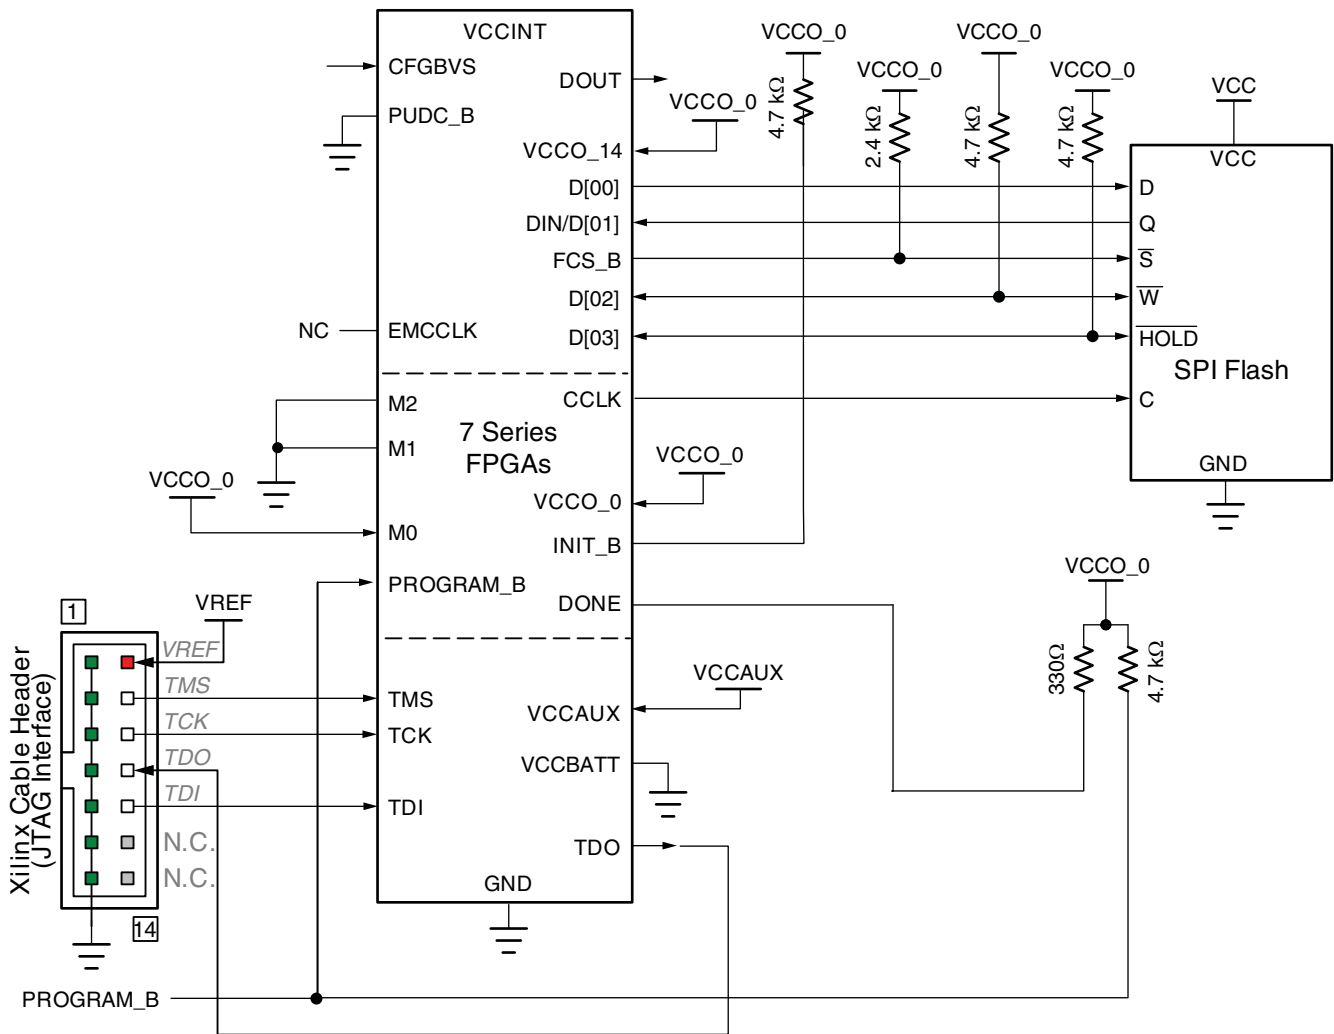 VCCINT
CFGBVS
PUDC_B
DOUT
VCCO_0
VCCO_14
D[00]
DIN/D[01]
FCS_B
D[02]
D[03]
NC
EMCCLK
VCCO_0
4.7 kΩ
VCCO_0
2.4 kΩ
VCCO_0
4.7 kΩ
VCCO_0
4.7 kΩ
VCC
VCC
D
Q
S
W
HOLD
SPI Flash
C
GND
M2
M1
CCLK
7 Series
FPGAs
VCCO_0
VCCO_0
VCCO_0
M0
INIT_B
PROGRAM_B
DONE
VCCO_0
330Ω
4.7 kΩ
1
VREF
VREF
TMS
TCK
TDO
TDI
N.C.
N.C.
14
Xilinx Cable Header
(JTAG Interface)
TMS
TCK
TDI
VCCAUX
VCCAUX
VCCBATT
TDO
GND
PROGRAM_B